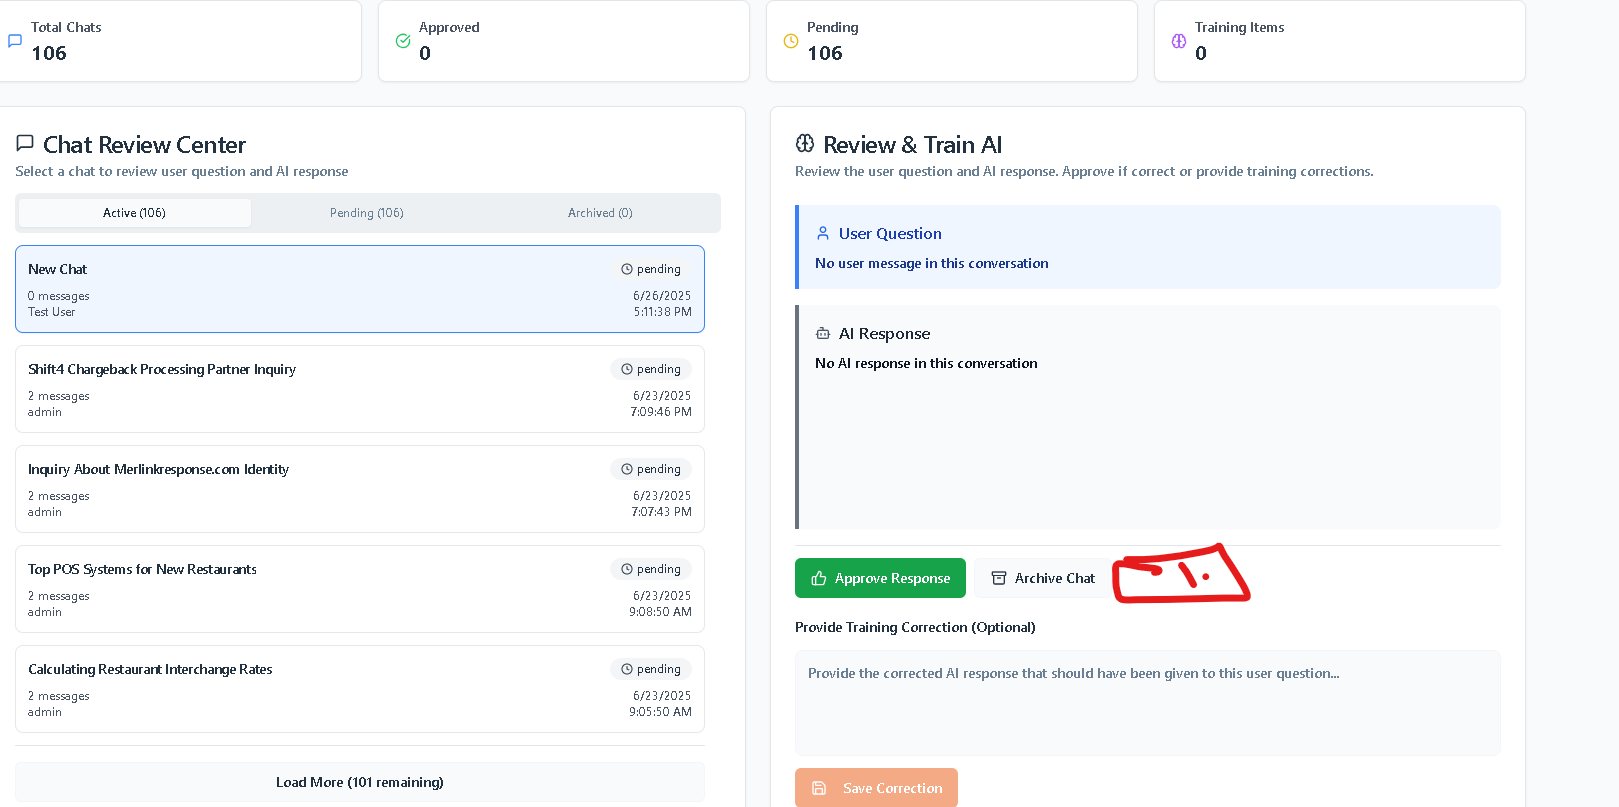 Total Chats
106
Approved
0
Pending
106
Training Items
0
Chat Review Center
Select a chat to review user question and AI response
Active (106)
Pending (106)
Archived (0)
New Chat
pending
0 messages
6/26/2025
Test User
5:11:38 PM
Shift4 Chargeback Processing Partner Inquiry
pending
2 messages
6/23/2025
admin
7:09:46 PM
Inquiry About Merlinkresponse.com Identity
pending
2 messages
6/23/2025
admin
7:07:43 PM
Top POS Systems for New Restaurants
pending
2 messages
6/23/2025
admin
9:08:50 AM
Calculating Restaurant Interchange Rates
pending
2 messages
6/23/2025
admin
9:05:50 AM
Load More (101 remaining)
Review & Train AI
Review the user question and AI response. Approve if correct or provide training corrections.
User Question
No user message in this conversation
AI Response
No AI response in this conversation
Approve Response
Archive Chat
Provide Training Correction (Optional)
Provide the corrected AI response that should have been given to this user question...
Save Correction